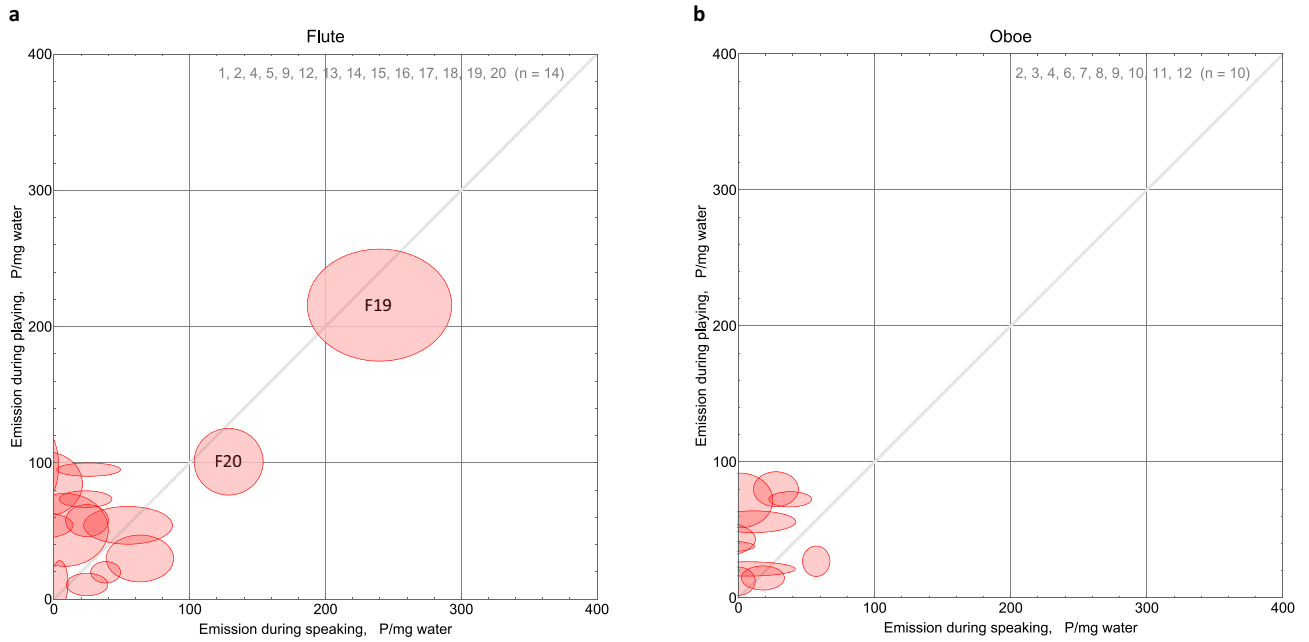 a
Flute
400
1, 2, 4, 5, 9, 12, 13, 14, 15, 16, 17, 18, 19, 20 (n = 14)
300
200
100
0
Emission during playing, P/mg water
F19
F20
0
100
200
300
400
Emission during speaking, P/mg water
b
Oboe
400
2, 3, 4, 6, 7, 8, 9, 10, 11, 12 (n = 10)
300
200
100
0
Emission during playing, P/mg water
0
100
200
300
400
Emission during speaking, P/mg water